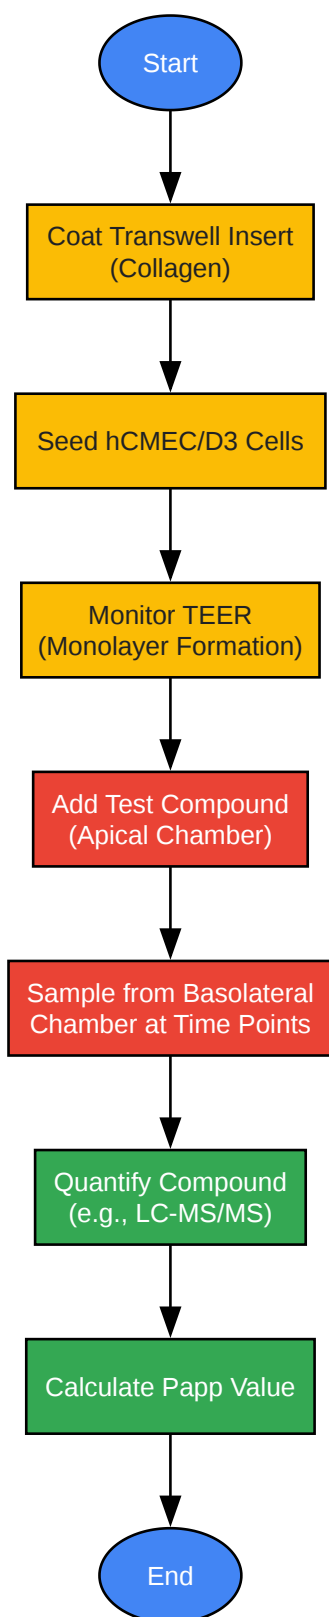 Start
Coat Transwell Insert
(Collagen)
Seed hCMEC/D3 Cells
Monitor TEER
(Monolayer Formation)
Add Test Compound
(Apical Chamber)
Sample from Basolateral
Chamber at Time Points
Quantify Compound
(e.g., LC-MS/MS)
Calculate Papp Value
End